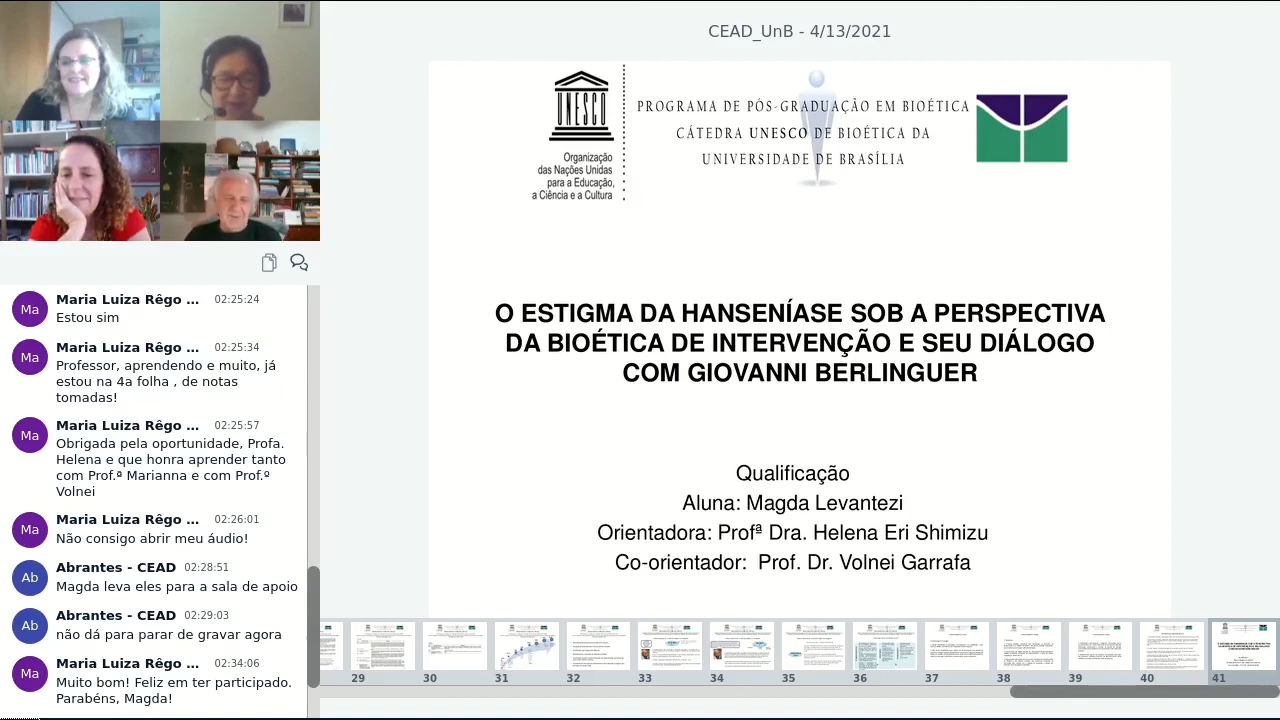 CEAD_UnB - 4/13/2021
UNESCO
Organização
das Nações Unidas
para a Educação,
a Ciência e a Cultura
PROGRAMA DE PÓS-GRADUAÇÃO EM BIOÉTICA
CÁTEDRA UNESCO DE BIOÉTICA DA
UNIVERSIDADE DE BRASÍLIA
O ESTIGMA DA HANSENÍASE SOB A PERSPECTIVA
DA BIOÉTICA DE INTERVENÇÃO E SEU DIÁLOGO
COM GIOVANNI BERLINGUER
Qualificação
Aluna: Magda Levantezi
Orientadora: Profª Dra. Helena Eri Shimizu
Co-orientador: Prof. Dr. Volnei Garrafa
Ma
Maria Luiza Rêgo ... 02:25:24
Estou sim
Ma
Maria Luiza Rêgo ... 02:25:34
Professor, aprendendo e muito, já
estou na 4a folha , de notas
tomadas!
Ma
Maria Luiza Rêgo ... 02:25:57
Obrigada pela oportunidade, Profa.
Helena e que honra aprender tanto
com Prof.ª Marianna e com Prof.º
Volnei
Ma
Maria Luiza Rêgo ... 02:26:01
Não consigo abrir meu áudio!
Ab
Abrantes - CEAD 02:28:51
Magda leva eles para a sala de apoio
Ab
Abrantes - CEAD 02:29:03
não dá para parar de gravar agora
Ma
Maria Luiza Rêgo ... 02:34:06
Muito bom! Feliz em ter participado.
Parabéns, Magda!
29 30 31 32 33 34 35 36 37 38 39 40 41